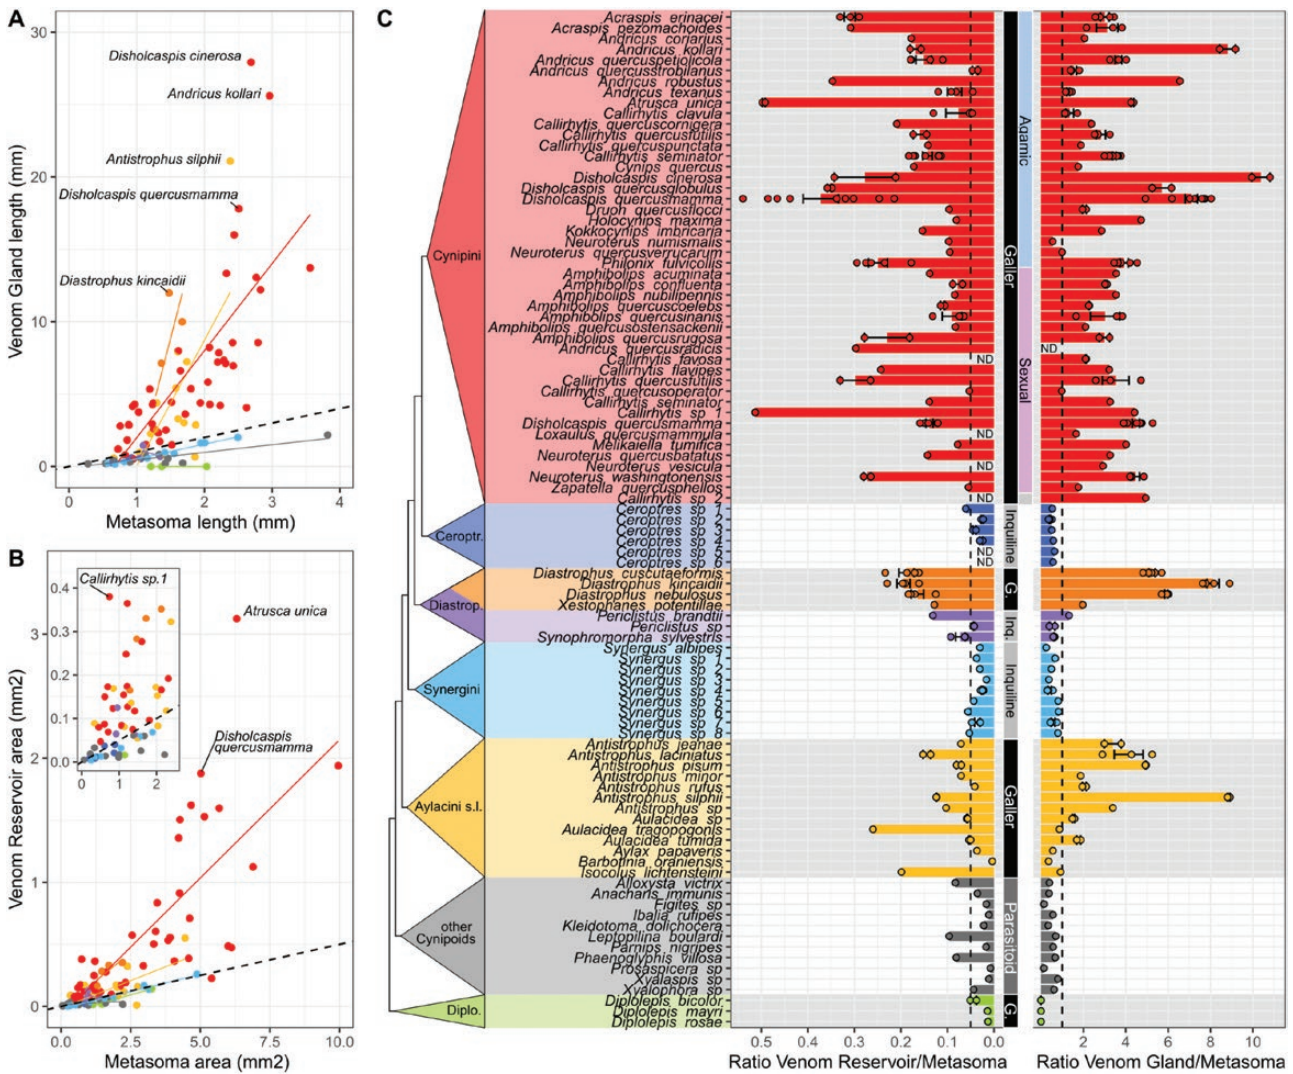 A
30
20
10
0
Venom Gland length (mm)
Disholcaspis cinerosa
Andricus kollari
Antistrophus silphii
Disholcaspis quercusmamma
Diastrophus kincaidii
0 1 2 3 4
Metasoma length (mm)
B
3
2
1
0
Venom Reservoir area (mm2)
Callirhytis sp.1
0.4
0.3
0.2
0.1
0.0
0 1 2
Atrusca unica
Disholcaspis
quercusmamma
0.0 2.5 5.0 7.5 10.0
Metasoma area (mm2)
C
Cynipini
Ceroptr.
Diastrop.
Synergini
Aylacini s.l.
other
Cynipoids
Diplo.
Acraspis erinacei
Acraspis pezomachoides
Andricus coriarius
Andricus kollari
Andricus quercuspetiolicola
Andricus quercusstrobilanus
Andricus robustus
Andricus texanus
Atrusca unica
Callirhytis clavula
Callirhytis quercuscornigera
Callirhytis quercusfutilis
Callirhytis quercuspunctata
Callirhytis seminator
Cynips quercus
Disholcaspis cinerosa
Disholcaspis quercusglobulus
Disholcaspis quercusmamma
Druon quercusflocci
Holocynips maxima
Kokkocynips imbricaria
Neuroterus numismalis
Neuroterus quercusverrucarum
Philonix fulvicollis
Amphibolips acuminata
Amphibolips confluenta
Amphibolips nubilipennis
Amphibolips quercuscoelebs
Amphibolips quercusinanis
Amphibolips quercusostensackenii
Amphibolips quercusrugosa
Andricus quercusradicis ND
Callirhytis favosa ND
Callirhytis flavipes
Callirhytis quercusfutilis
Callirhytis quercusoperator
Callirhytis seminator
Callirhytis sp 1
Disholcaspis quercusmamma
Loxaulus quercusmammula ND
Melikaiella tumifica
Neuroterus quercusbatatus
Neuroterus vesicula ND
Neuroterus washingtonensis
Zapatella quercusphellos
Callirhytis sp 2 ND
Ceroptres sp 1
Ceroptres sp 2
Ceroptres sp 3
Ceroptres sp 4
Ceroptres sp 5 ND
Ceroptres sp 6 ND
Diastrophus cuscutaeformis
Diastrophus kincaidii
Diastrophus nebulosus
Xestophanes potentillae
Periclistus brandtii
Periclistus sp
Synophromorpha sylvestris
Synergus albipes
Synergus sp 1
Synergus sp 2
Synergus sp 3
Synergus sp 4
Synergus sp 5
Synergus sp 6
Synergus sp 7
Synergus sp 8
Antistrophus jeanae
Antistrophus laciniatus
Antistrophus pisum
Antistrophus minor
Antistrophus rufus
Antistrophus silphii
Antistrophus sp
Aulacidea sp
Aulacidea tragopogonis
Aulacidea tumida
Aylax papaveris
Barbotinia oraniensis
Isocolus lichtensteini
Alloxysta victrix
Anacharis immunis
Figites sp
Ibalia rufipes
Kleidotoma dolichocera
Leptopilina boulardi
Parnips nigripes
Phaenoglyphis villosa
Prosaspicera sp
Xyalaspis sp
Xyalophora sp
Diplolepis bicolor
Diplolepis mayri
Diplolepis rosae
Galler
Inquiline
G.
Inq.
Inquiline
Galler
Parasitoid
G.
Agamic
Sexual
0.5 0.4 0.3 0.2 0.1 0.0
Ratio Venom Reservoir/Metasoma
2 4 6 8 10
Ratio Venom Gland/Metasoma